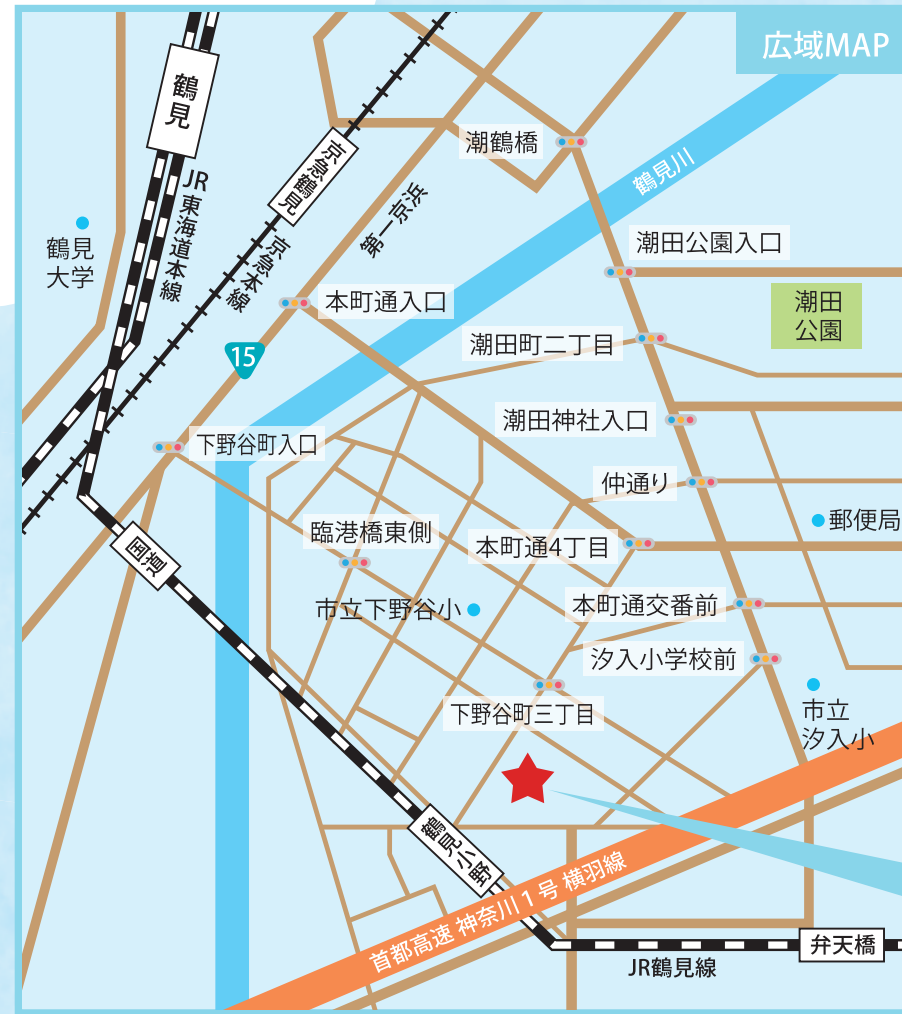 広域MAP
鶴見
京急鶴見
潮鶴橋
鶴見川
JR東海道本線
京急本線
第一京浜
鶴見
大学
潮田公園入口
本町通入口
潮田
公園
15
潮田町二丁目
潮田神社入口
下野谷町入口
仲通り
郵便局
臨港橋東側
本町通4丁目
国道
市立下野谷小
本町通交番前
汐入小学校前
下野谷町三丁目
市立
汐入小
鶴見小野
首都高速 神奈川1号 横羽線
弁天橋
JR鶴見線